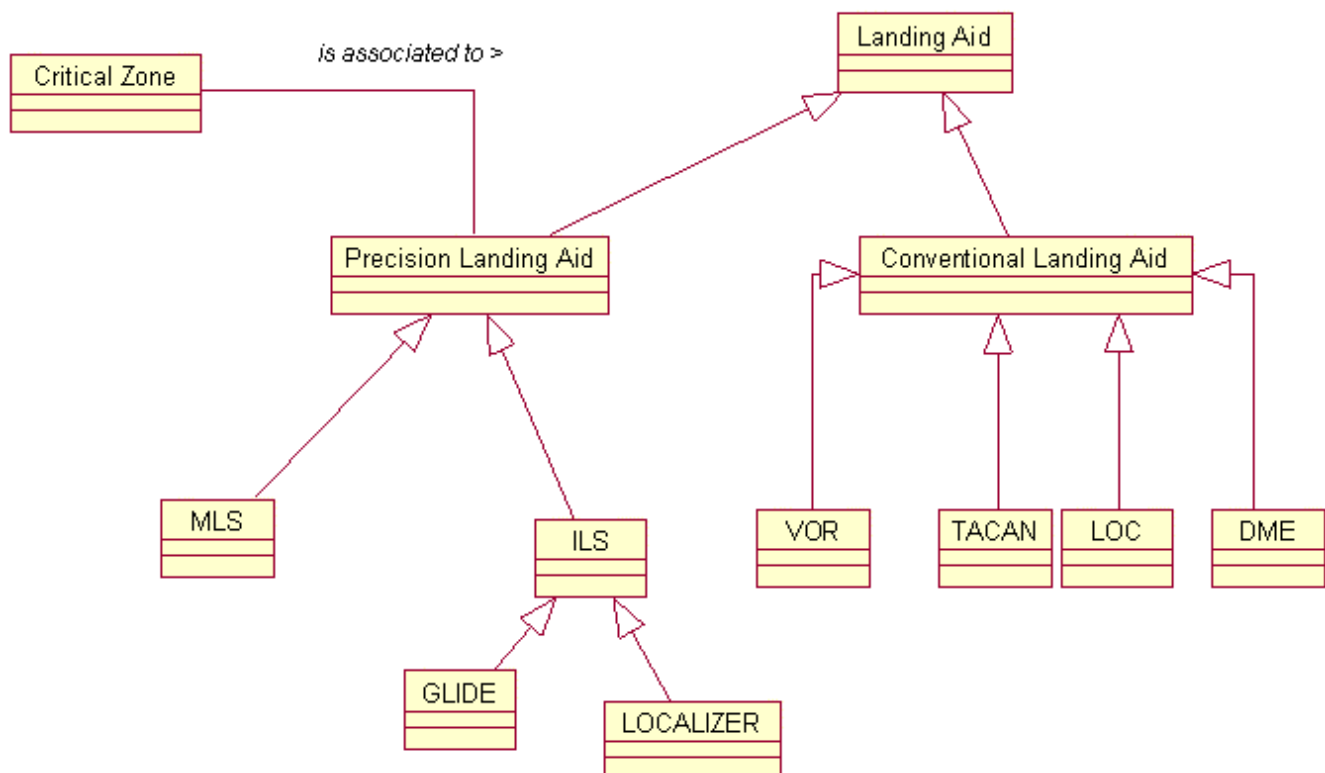 Landing Aid
is associated to >
Critical Zone
Precision Landing Aid
Conventional Landing Aid
MLS
ILS
VOR
TACAN
LOC
DME
GLIDE
LOCALIZER